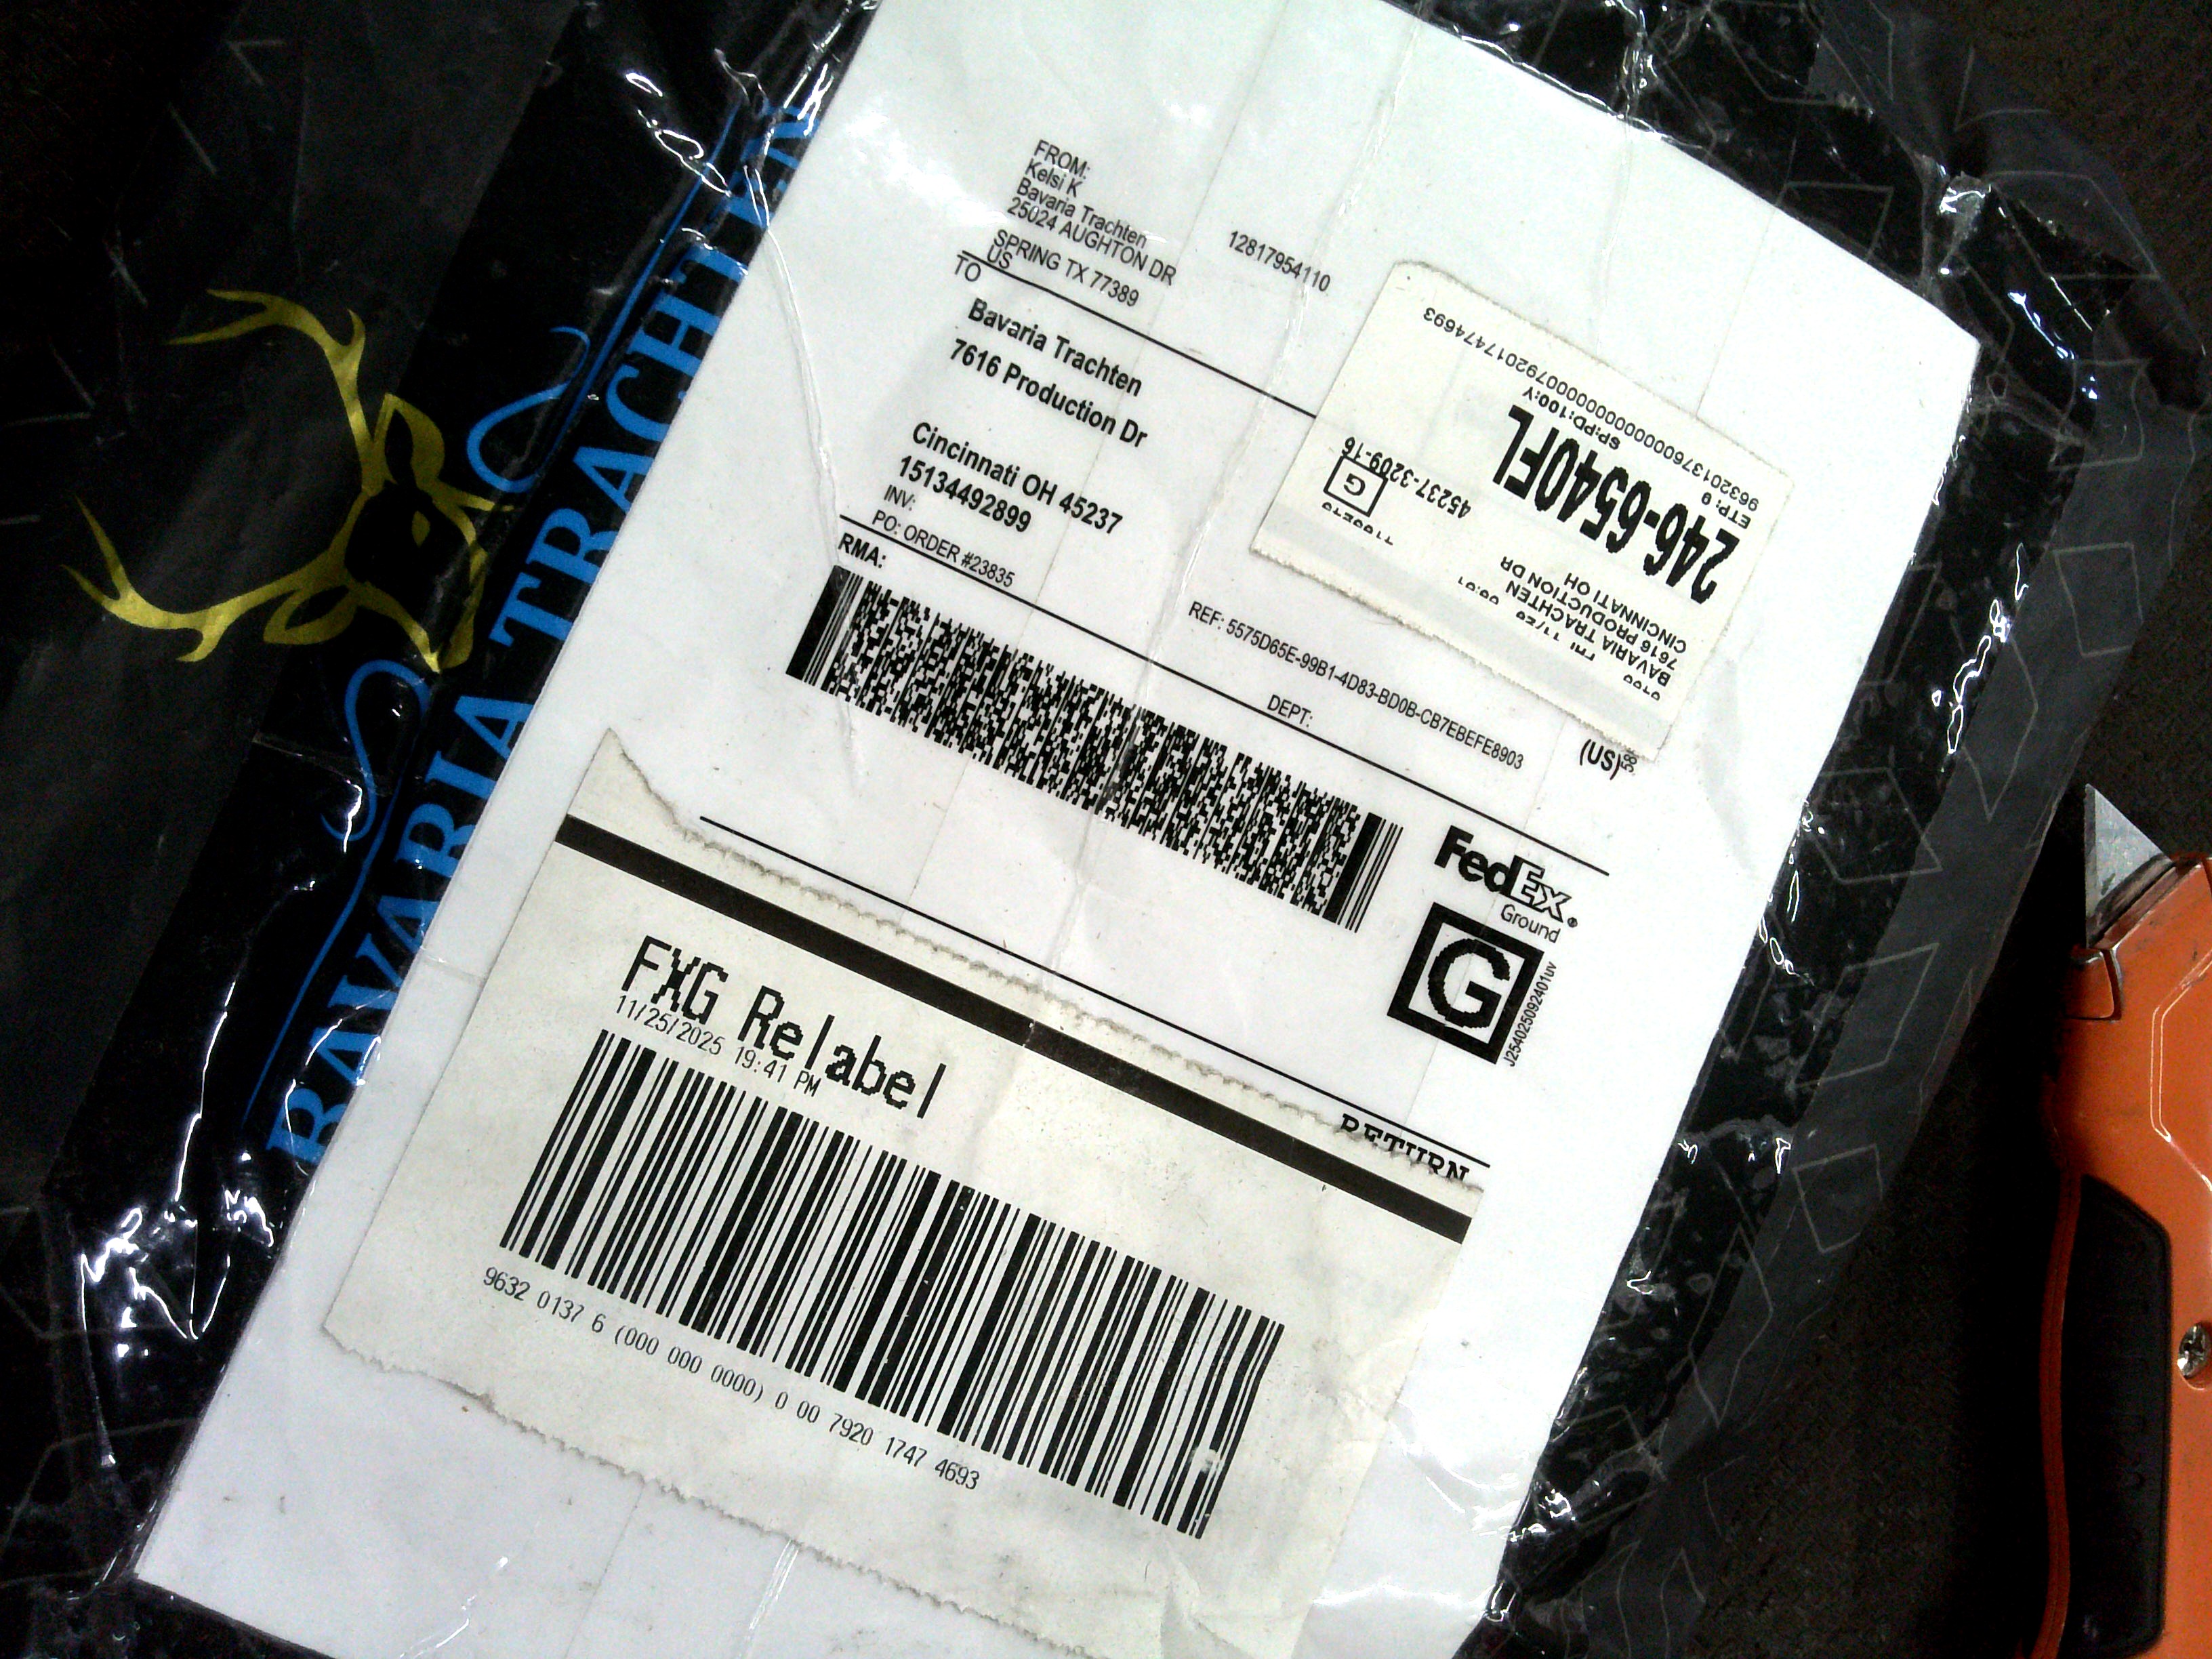 BAVARIA TRACHTEN
FROM:
Kelsi K
Bavaria Trachten
25024 AUGHTON DR
SPRING TX 77389
US
12817954110
TO
Bavaria Trachten
7616 Production Dr
Cincinnati OH 45237
15134492899
INV:
PO: ORDER #23835
RMA:
REF: 5575D65E-99B1-4D83-BD0B-CB7EBEFE8903
DEPT:
(US)
BAVARIA TRACHTEN
7616 PRODUCTION DR
CINCINNATI OH
246-6540FL
ETP: 9
SP:PD:100:Y
45237-3209-16
G
9632013760000000000792017474693
FedEx®
Ground
G
J254025092401uv
RETURN
FXG Relabel
11/25/2025 19:41 PM
9632 0137 6 (000 000 0000) 0 00 7920 1747 4693